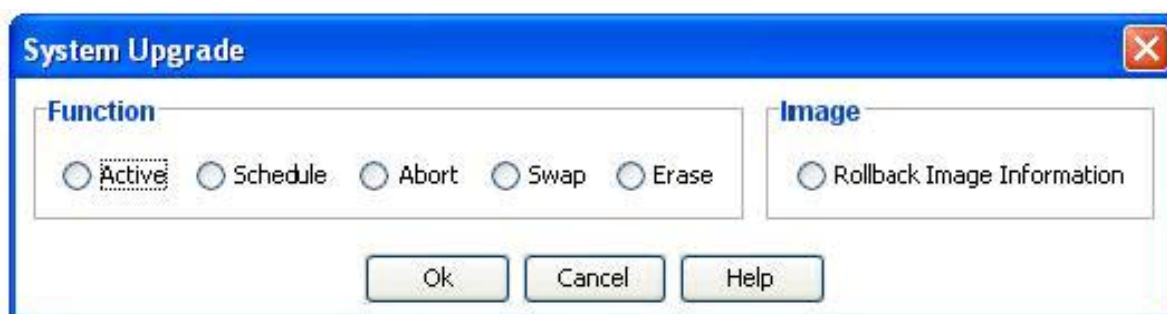 System Upgrade
Function
Image
Active Schedule Abort Swap Erase
Rollback Image Information
Ok Cancel Help